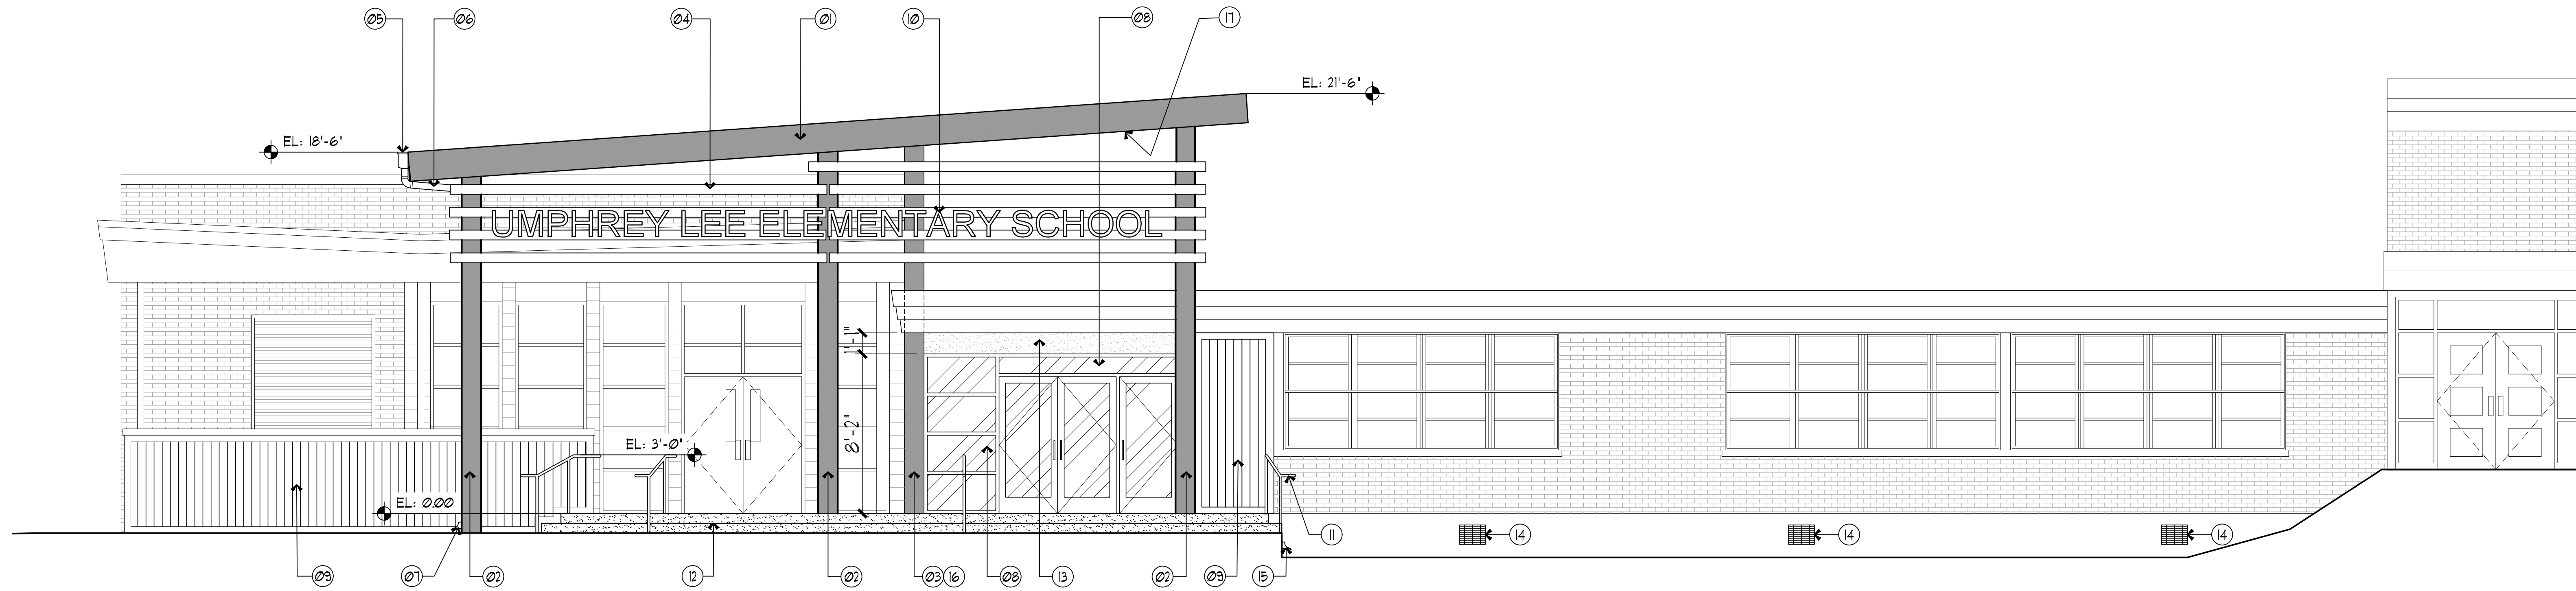 05 06 04 01 10 08 17
EL: 21'-6"
EL: 18'-6"
UMPHREY LEE ELEMENTARY SCHOOL
1'-1"
8'-2"
EL: 3'-0"
EL: 0.00
11 14 14 14
09 07 02 12 02 03 16 08 13 02 09 15